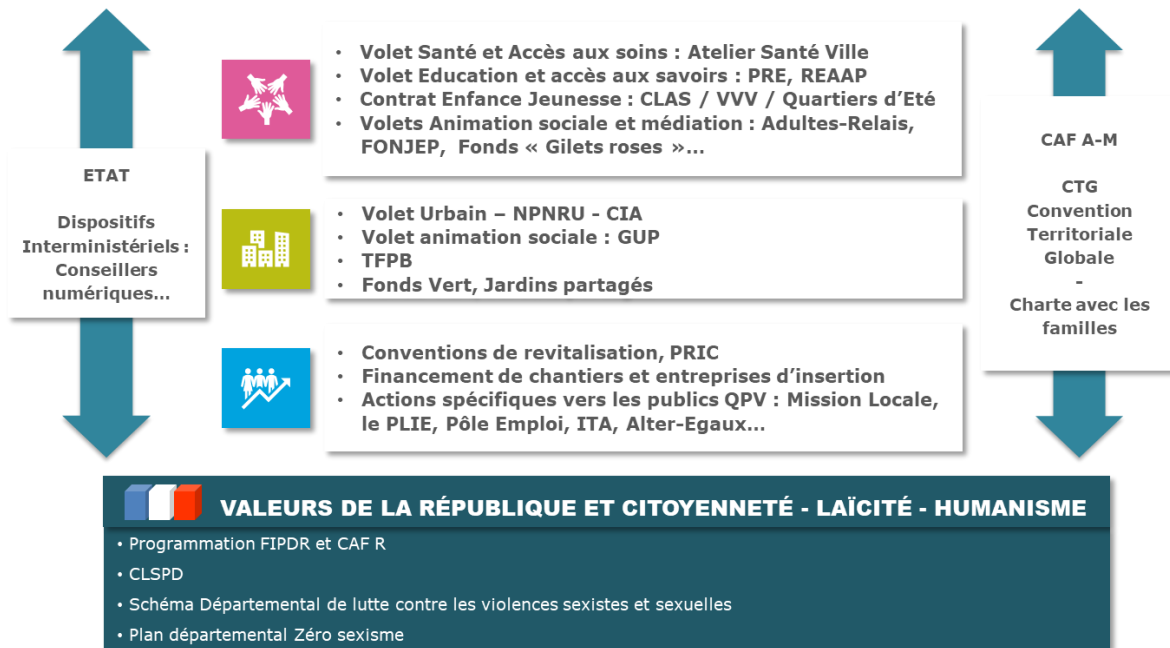 • Volet Santé et Accès aux soins : Atelier Santé Ville
• Volet Education et accès aux savoirs : PRE, REAAP
• Contrat Enfance Jeunesse : CLAS / VVV / Quartiers d’Eté
• Volets Animation sociale et médiation : Adultes-Relais,
FONJEP, Fonds « Gilets roses »...
ETAT
Dispositifs
Interministériels :
Conseillers
numériques...
• Volet Urbain – NPNRU - CIA
• Volet animation sociale : GUP
• TFPB
• Fonds Vert, Jardins partagés
CAF A-M
CTG
Convention
Territoriale
Globale
-
Charte avec les
familles
• Conventions de revitalisation, PRIC
• Financement de chantiers et entreprises d’insertion
• Actions spécifiques vers les publics QPV : Mission Locale,
le PLIE, Pôle Emploi, ITA, Alter-Egaux...
VALEURS DE LA RÉPUBLIQUE ET CITOYENNETÉ - LAÏCITÉ - HUMANISME
• Programmation FIPDR et CAF R
• CLSPD
• Schéma Départemental de lutte contre les violences sexistes et sexuelles
• Plan départemental Zéro sexisme